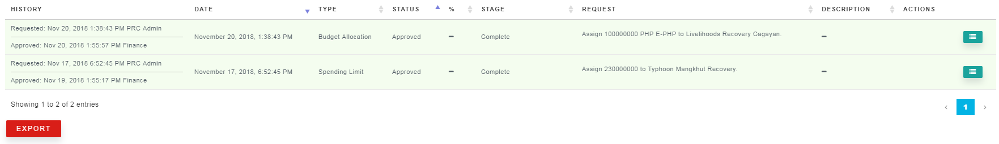 HISTORY DATE TYPE STATUS % STAGE REQUEST DESCRIPTION ACTIONS
Requested: Nov 20, 2018 1:38:43 PM PRC Admin
Approved: Nov 20, 2018 1:55:57 PM Finance
November 20, 2018, 1:38:43 PM Budget Allocation Approved – Complete Assign 100000000 PHP E-PHP to Livelihoods Recovery Cagayan. –
Requested: Nov 17, 2018 6:52:45 PM PRC Admin
Approved: Nov 19, 2018 1:55:17 PM Finance
November 17, 2018, 6:52:45 PM Spending Limit Approved – Complete Assign 230000000 to Typhoon Mangkhut Recovery. –
Showing 1 to 2 of 2 entries
‹ 1 ›
EXPORT